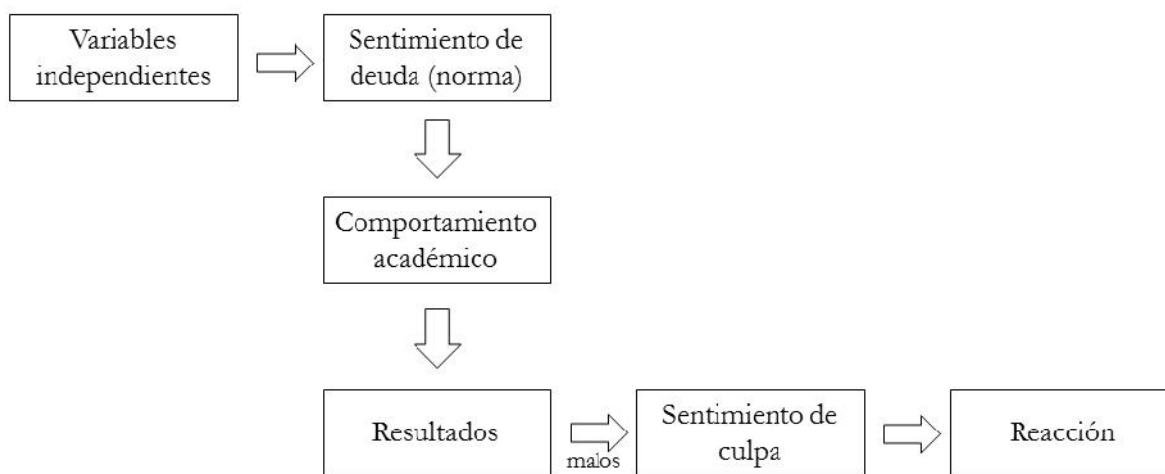 Variables
independientes
Sentimiento de
deuda (norma)
Comportamiento
académico
Resultados
malos
Sentimiento de
culpa
Reacción